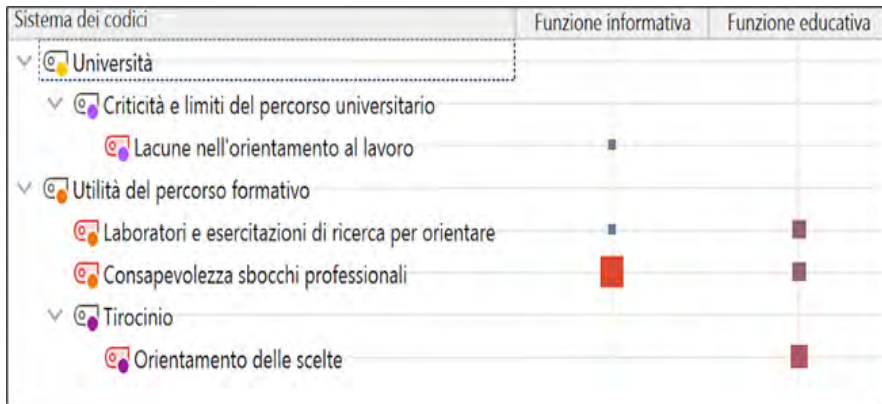 Sistema dei codici Funzione informativa Funzione educativa
Università
Criticità e limiti del percorso universitario
Lacune nell'orientamento al lavoro
Utilità del percorso formativo
Laboratori e esercitazioni di ricerca per orientare
Consapevolezza sbocchi professionali
Tirocinio
Orientamento delle scelte